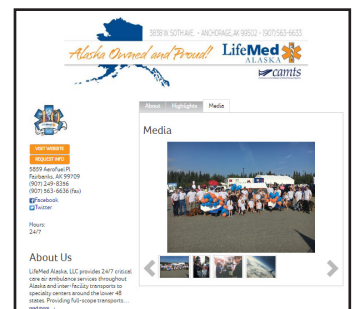 3838 W. 50TH AVE. • ANCHORAGE, AK 99502 • (907) 563-6633
Alaska Owned and Proud!
LifeMed
ALASKA
camts
About Highlights Media
Media
VISIT WEBSITE
REQUEST INFO
5859 Aerofuel Pl
Fairbanks, AK 99709
(907) 249-8366
(907) 563-6636 (fax)
Facebook
Twitter
Hours:
24/7
About Us
LifeMed Alaska, LLC provides 24/7 critical
care air ambulance services throughout
Alaska and inter-facility transports to
specialty centers around the lower 48
states. Providing full-scope transports...